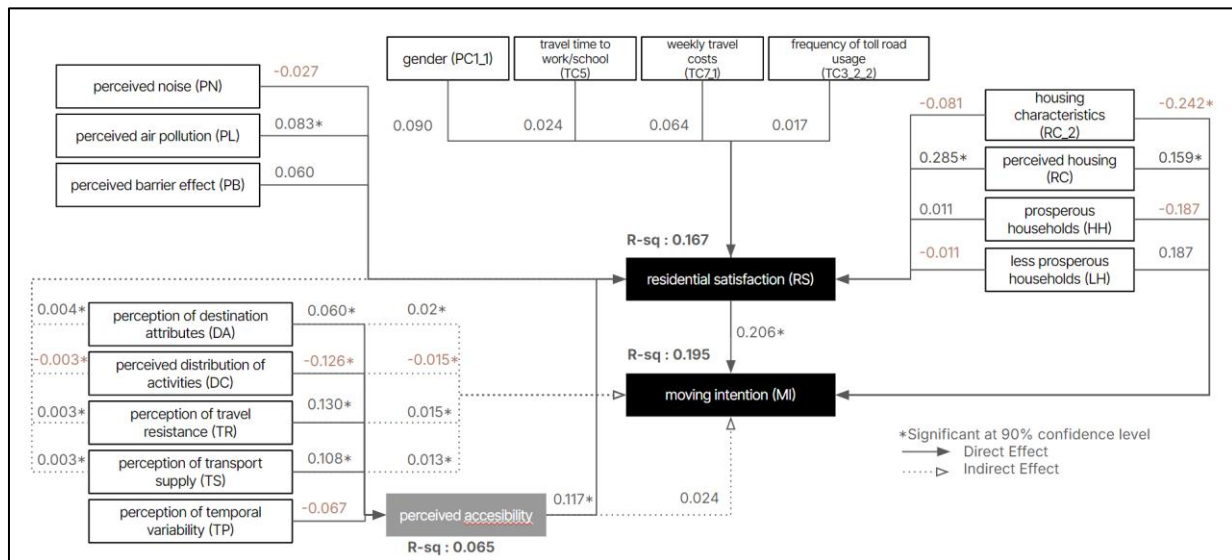 gender (PC1_1)
travel time to
work/school
(TC5)
weekly travel
costs
(TC7_1)
frequency of toll road
usage
(TC3_2_2)
perceived noise (PN)
-0.027
perceived air pollution (PL)
0.083*
perceived barrier effect (PB)
0.060
0.090
0.024
0.064
0.017
-0.081
housing
characteristics
(RC_2)
-0.242*
0.285*
perceived housing
(RC)
0.159*
0.011
prosperous
households (HH)
-0.187
-0.011
less prosperous
households (LH)
0.187
R-sq : 0.167
residential satisfaction (RS)
0.206*
R-sq : 0.195
moving intention (MI)
0.004*
perception of destination
attributes (DA)
0.060*
0.02*
-0.003*
perceived distribution of
activities (DC)
-0.126*
-0.015*
0.003*
perception of travel
resistance (TR)
0.130*
0.015*
0.003*
perception of transport
supply (TS)
0.108*
0.013*
perception of temporal
variability (TP)
-0.067
perceived accesibility
0.117*
0.024
R-sq : 0.065
*Significant at 90% confidence level
Direct Effect
Indirect Effect